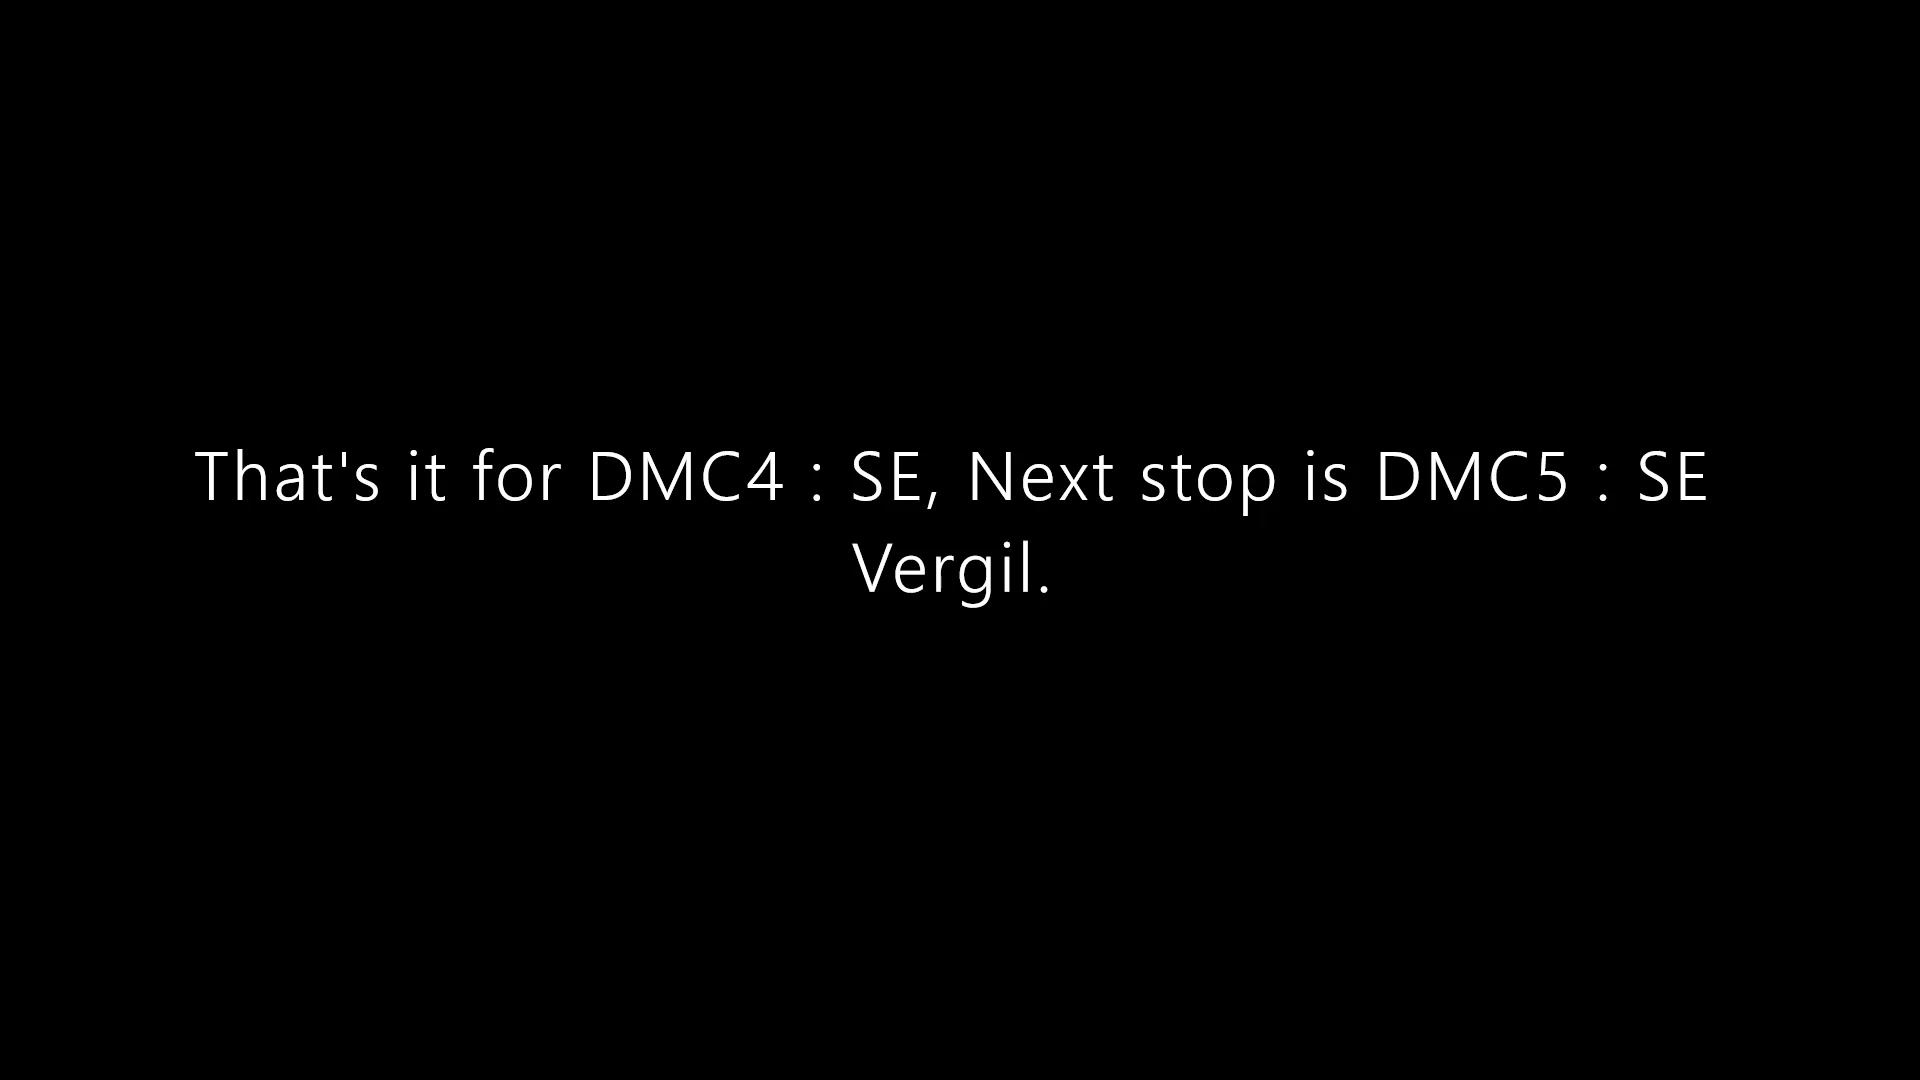 That's it for DMC4 : SE, Next stop is DMC5 : SE
Vergil.